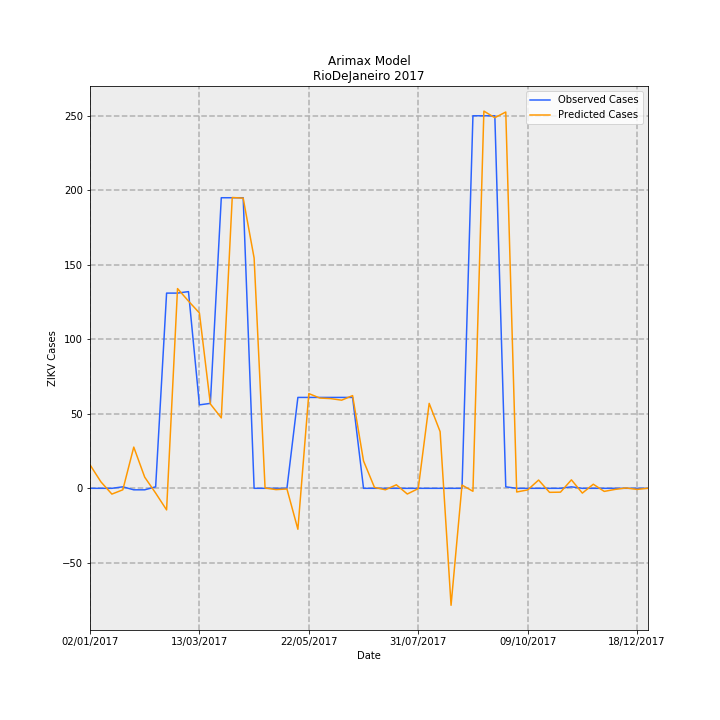 Arimax Model
RioDeJaneiro 2017
Observed Cases
Predicted Cases
250
200
150
100
50
0
−50
ZIKV Cases
02/01/2017 13/03/2017 22/05/2017 31/07/2017 09/10/2017 18/12/2017
Date